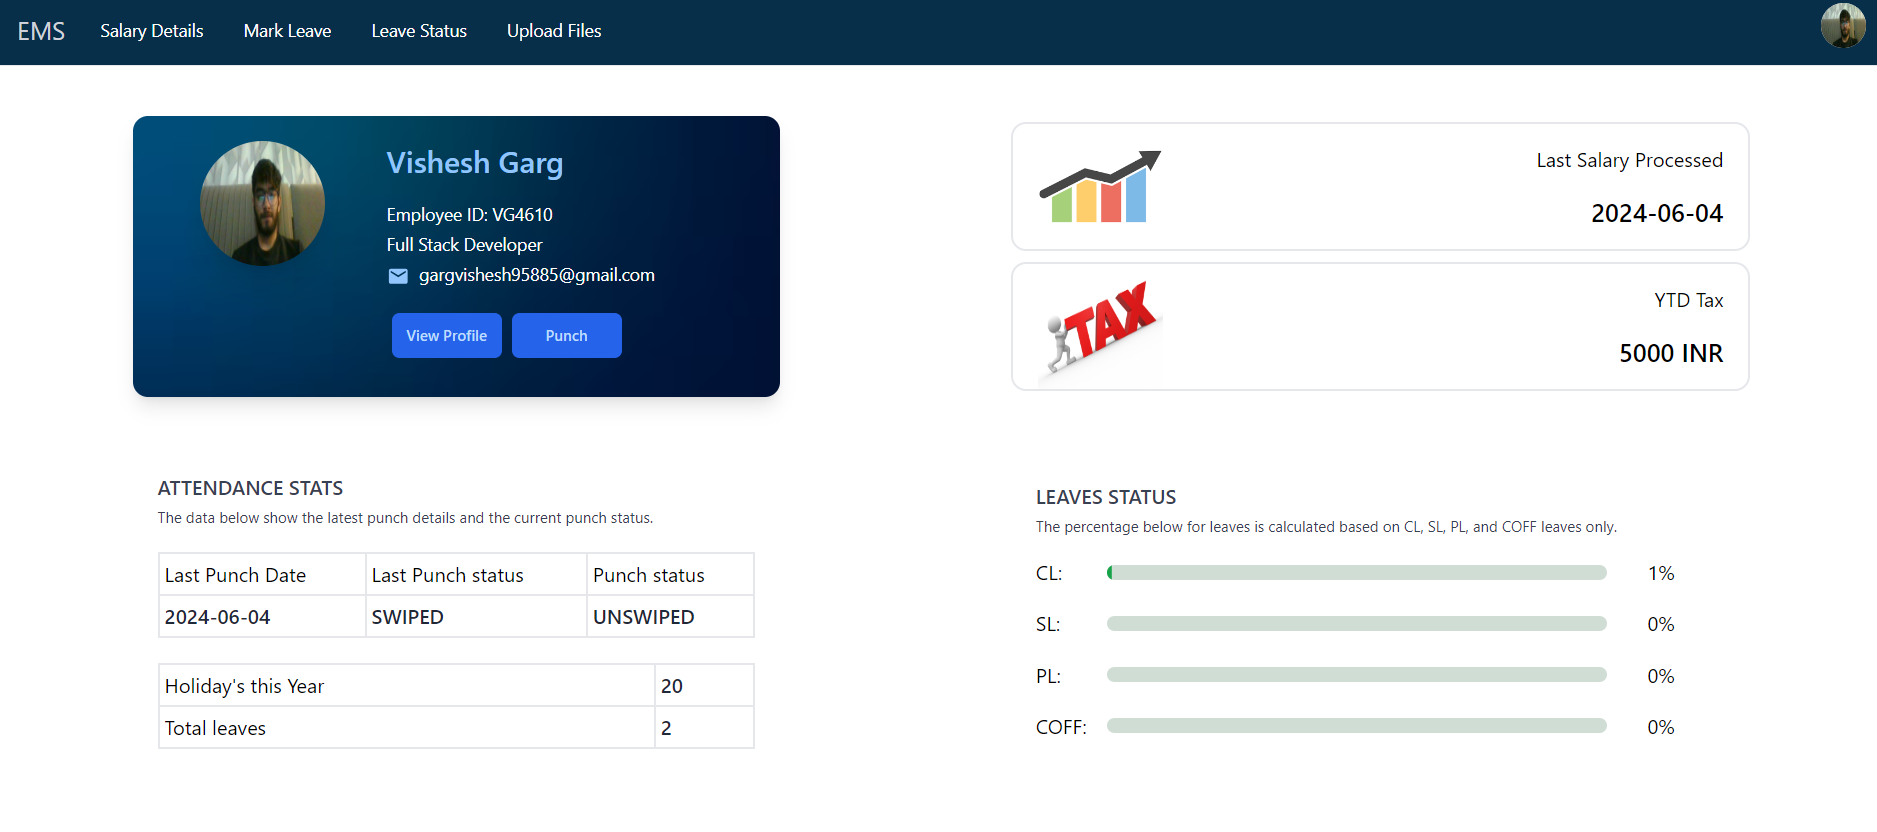 EMS Salary Details Mark Leave Leave Status Upload Files
Vishesh Garg
Employee ID: VG4610
Full Stack Developer
gargvishesh95885@gmail.com
View Profile Punch
Last Salary Processed
2024-06-04
TAX
YTD Tax
5000 INR
ATTENDANCE STATS
The data below show the latest punch details and the current punch status.
Last Punch Date Last Punch status Punch status
2024-06-04 SWIPED UNSWIPED
Holiday's this Year 20
Total leaves 2
LEAVES STATUS
The percentage below for leaves is calculated based on CL, SL, PL, and COFF leaves only.
CL: 1%
SL: 0%
PL: 0%
COFF: 0%